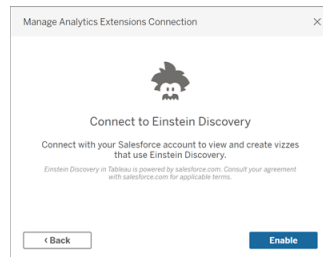 Manage Analytics Extensions Connection
Connect to Einstein Discovery
Connect with your Salesforce account to view and create vizzes
that use Einstein Discovery.
Einstein Discovery in Tableau is powered by salesforce.com. Consult your agreement
with salesforce.com for applicable terms.
‹ Back
Enable